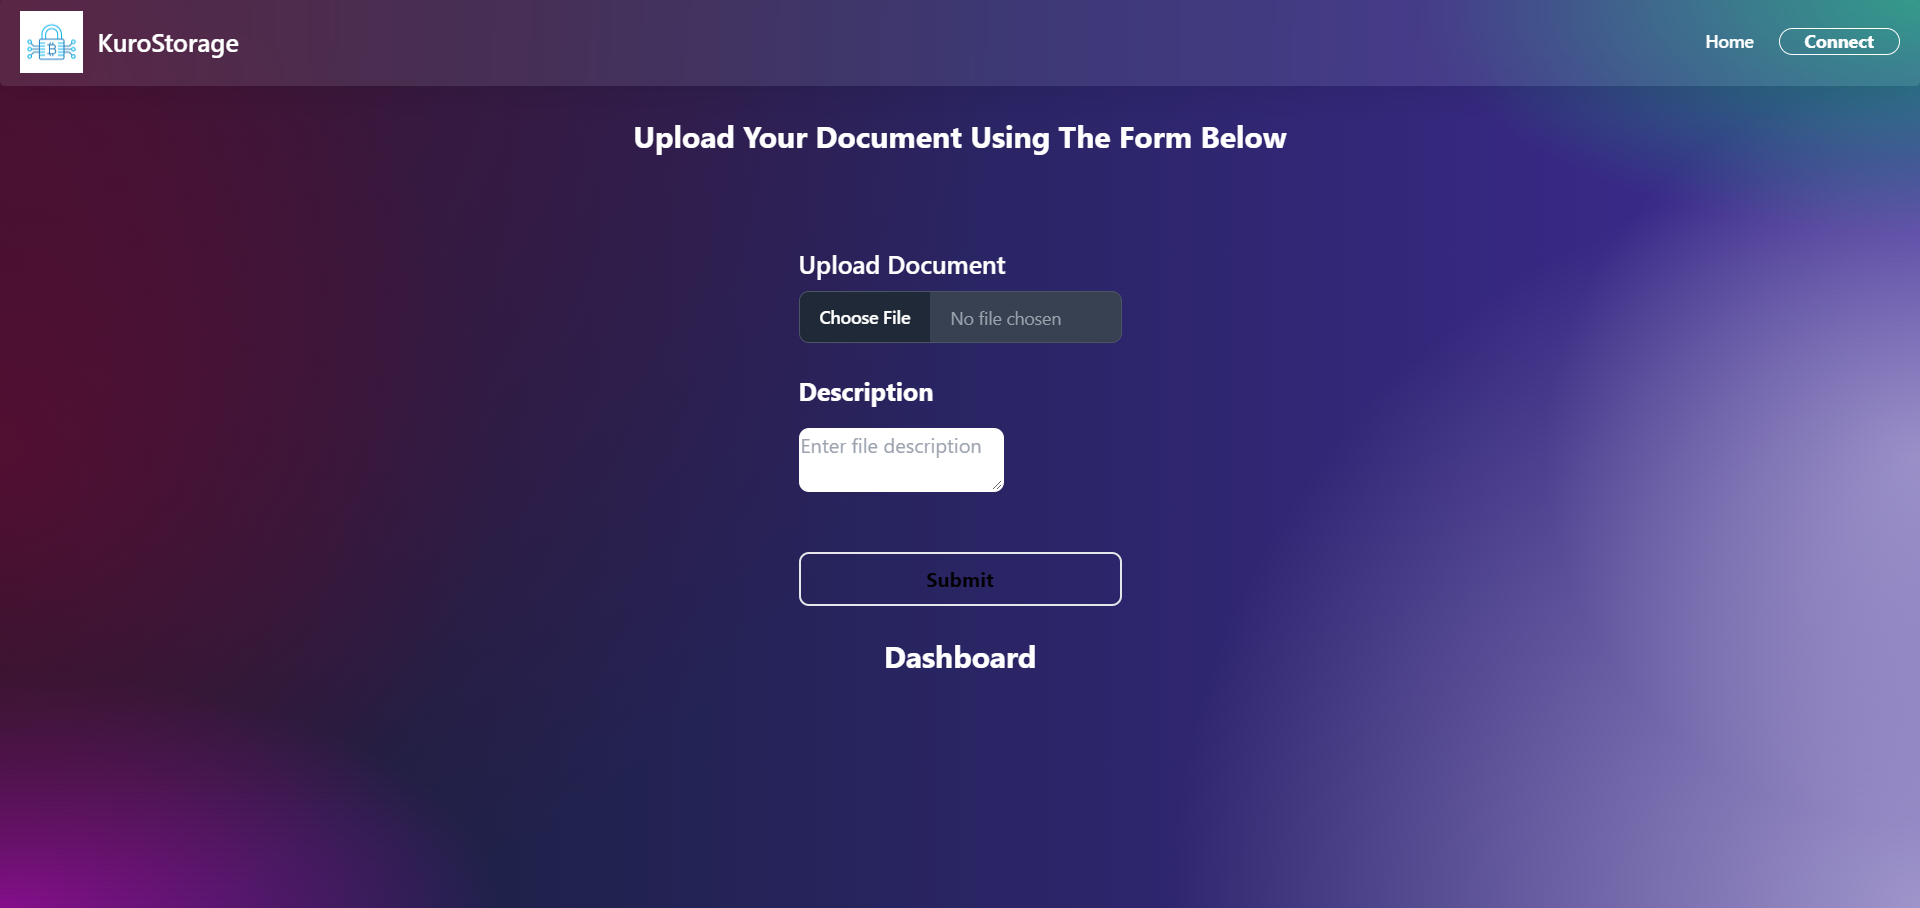 KuroStorage
Home
Connect
Upload Your Document Using The Form Below
Upload Document
Choose File
No file chosen
Description
Enter file description
Submit
Dashboard